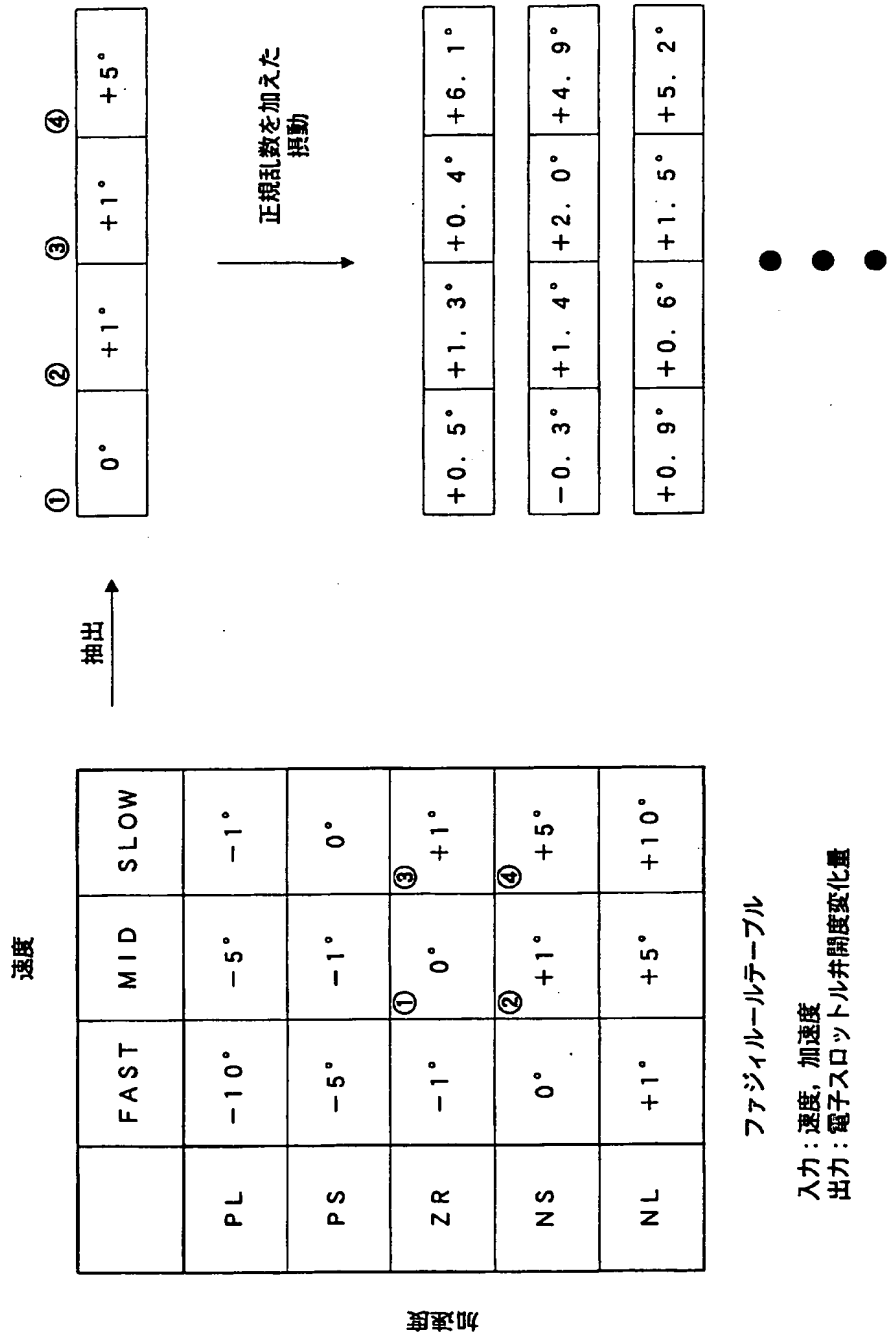 速度
加速度
FAST MID SLOW
PL −10° −5° −1°
PS −5° −1° 0°
ZR −1° ① 0° ③ +1°
NS 0° ② +1° ④ +5°
NL +1° +5° +10°
ファジィルールテーブル
入力：速度，加速度
出力：電子スロットル弁開度変化量
抽出
① ② ③ ④
0° +1° +1° +5°
正規乱数を加えた
摂動
+0.5° +1.3° +0.4° +6.1°
−0.3° +1.4° +2.0° +4.9°
+0.9° +0.6° +1.5° +5.2°